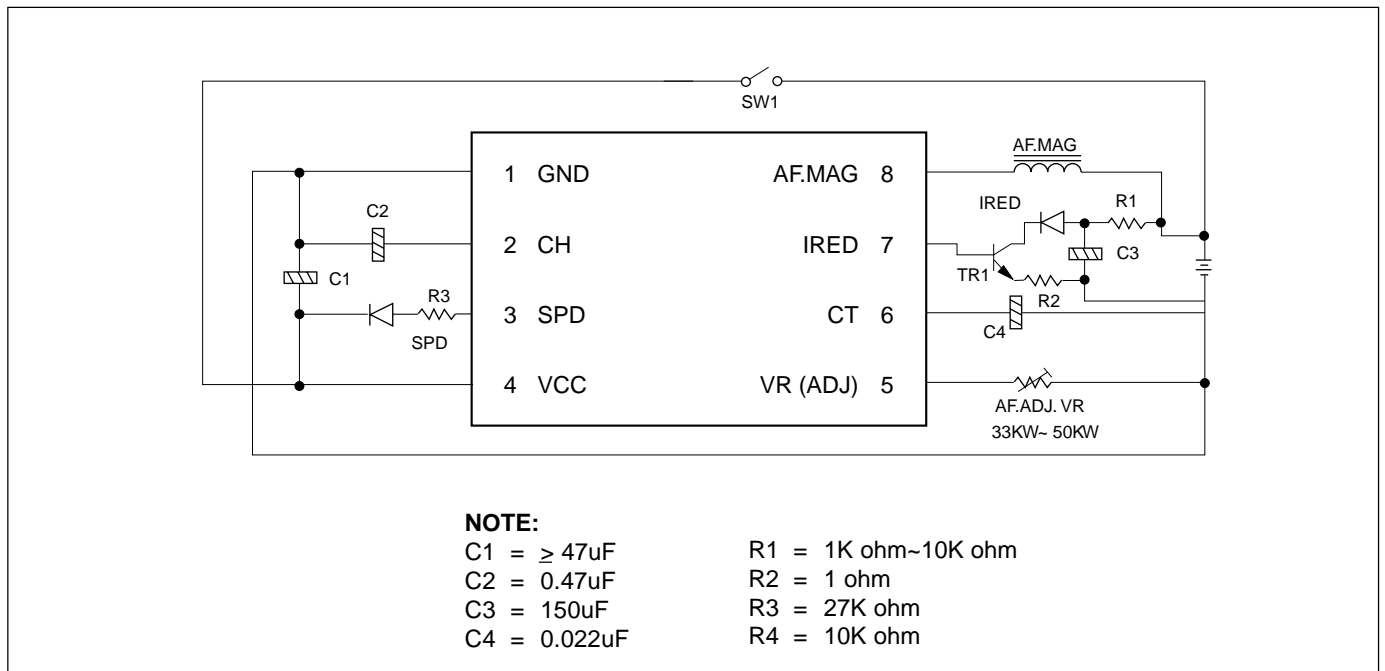 SW1
1 GND
2 CH
3 SPD
4 VCC
AF.MAG 8
IRED 7
CT 6
VR (ADJ) 5
C2
C1
R3
SPD
AF.MAG
IRED
R1
C3
TR1
R2
C4
AF.ADJ. VR
33KW~ 50KW
NOTE:
C1 = ≥ 47uF
C2 = 0.47uF
C3 = 150uF
C4 = 0.022uF
R1 = 1K ohm~10K ohm
R2 = 1 ohm
R3 = 27K ohm
R4 = 10K ohm